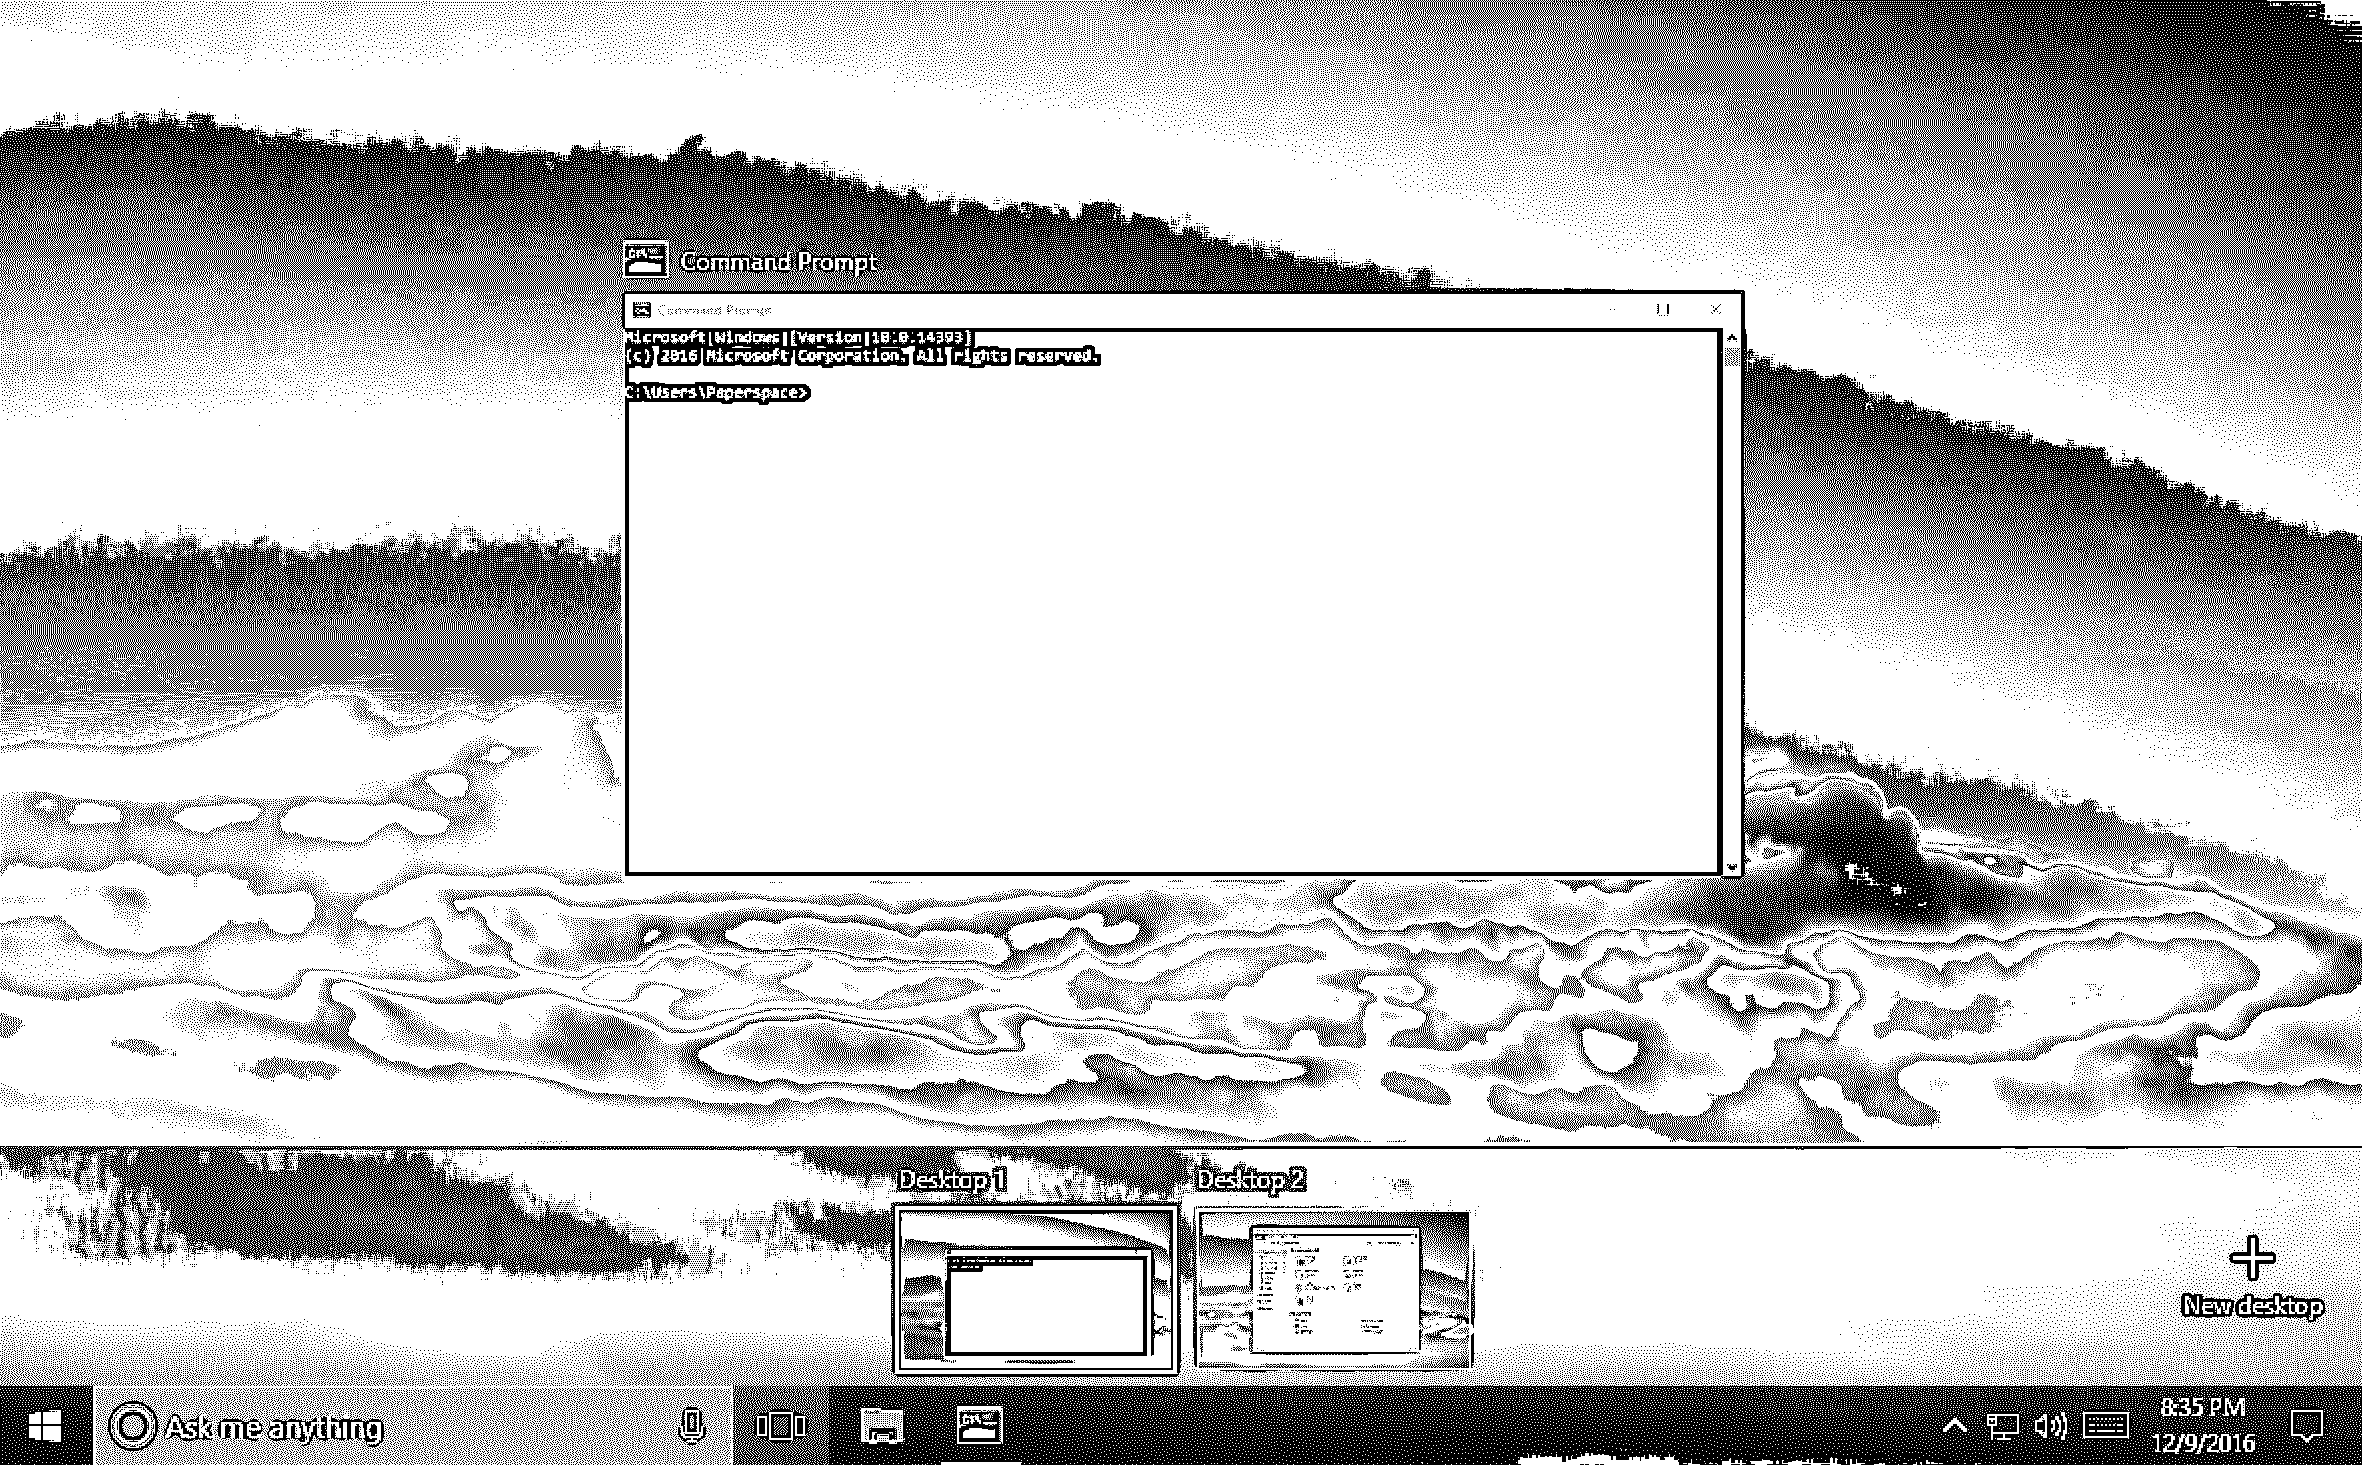 Command Prompt
Command Prompt
Microsoft Windows [Version 10.0.14393]
(c) 2016 Microsoft Corporation. All rights reserved.
C:\Users\Paperspace>
Desktop 1
Desktop 2
New desktop
Ask me anything
8:35 PM
12/9/2016